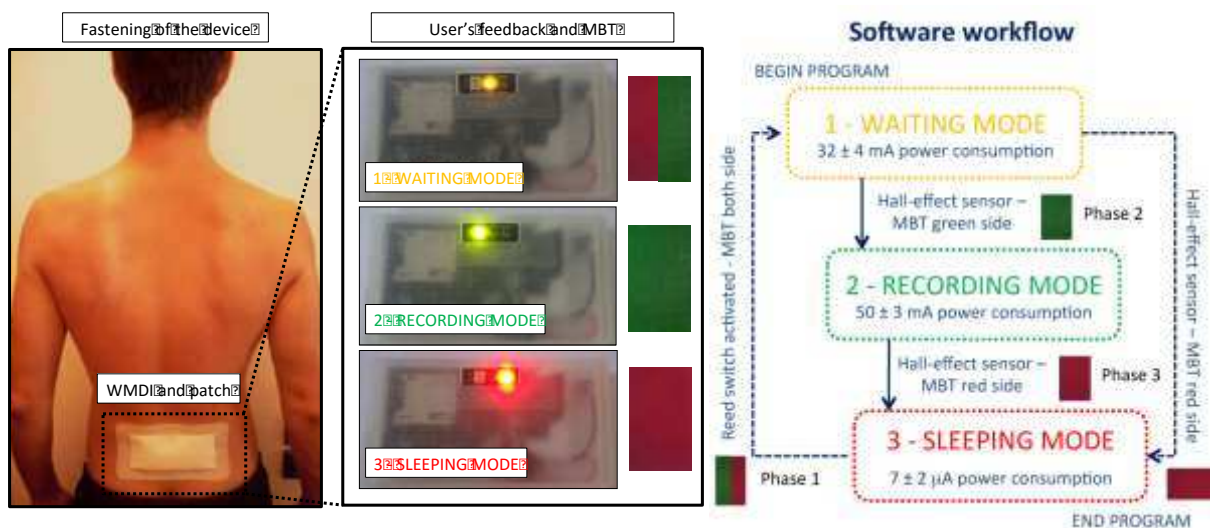 Fastening of the device
User's feedback and MBT
WMDI and patch
1 WAITING MODE
2 RECORDING MODE
3 SLEEPING MODE
Software workflow
BEGIN PROGRAM
1 - WAITING MODE
32 ± 4 mA power consumption
Hall-effect sensor –
MBT green side
Phase 2
2 - RECORDING MODE
50 ± 3 mA power consumption
Hall-effect sensor –
MBT red side
Phase 3
3 - SLEEPING MODE
7 ± 2 µA power consumption
Phase 1
END PROGRAM
Reed switch activated - MBT both side
Hall-effect sensor – MBT red side